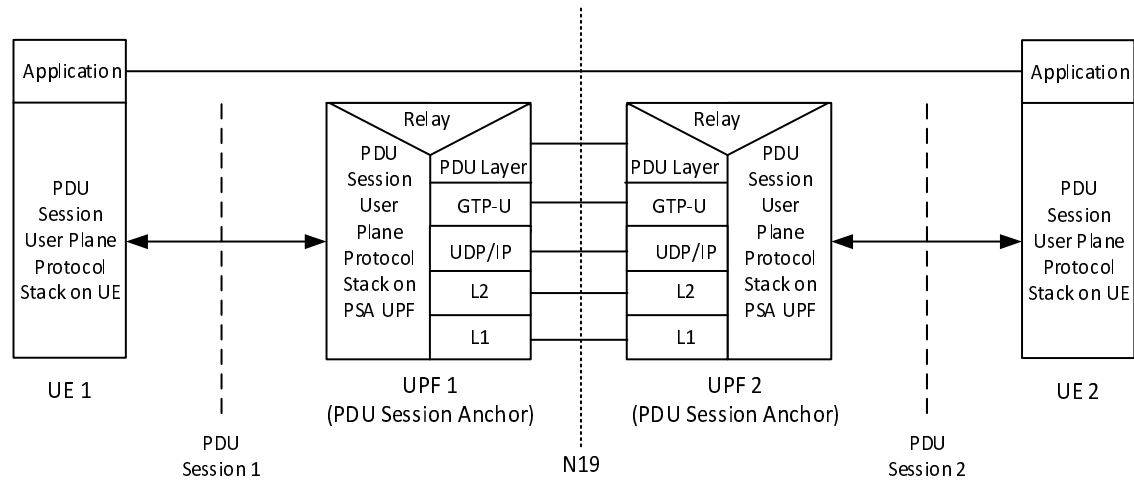 Application
PDU
Session
User Plane
Protocol
Stack on UE
UE 1
PDU
Session 1
Relay
PDU
Session
User
Plane
Protocol
Stack on
PSA UPF
PDU Layer
GTP-U
UDP/IP
L2
L1
UPF 1
(PDU Session Anchor)
N19
Relay
PDU Layer
GTP-U
UDP/IP
L2
L1
PDU
Session
User
Plane
Protocol
Stack on
PSA UPF
UPF 2
(PDU Session Anchor)
PDU
Session 2
Application
PDU
Session
User Plane
Protocol
Stack on UE
UE 2